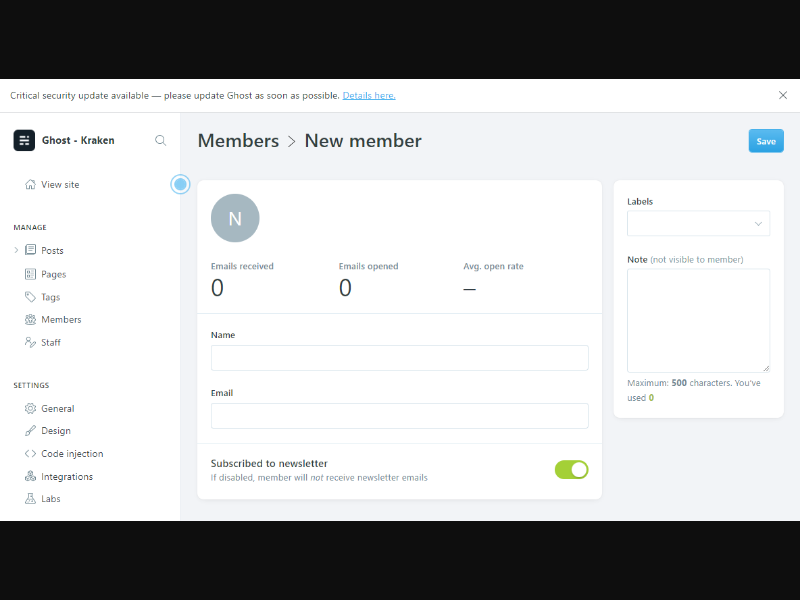 Critical security update available — please update Ghost as soon as possible. Details here.
Ghost - Kraken
Members > New member
Save
View site
MANAGE
Posts
Pages
Tags
Members
Staff
SETTINGS
General
Design
Code injection
Integrations
Labs
N
Emails received
0
Emails opened
0
Avg. open rate
—
Name
Email
Subscribed to newsletter
If disabled, member will not receive newsletter emails
Labels
Note (not visible to member)
Maximum: 500 characters. You've
used 0